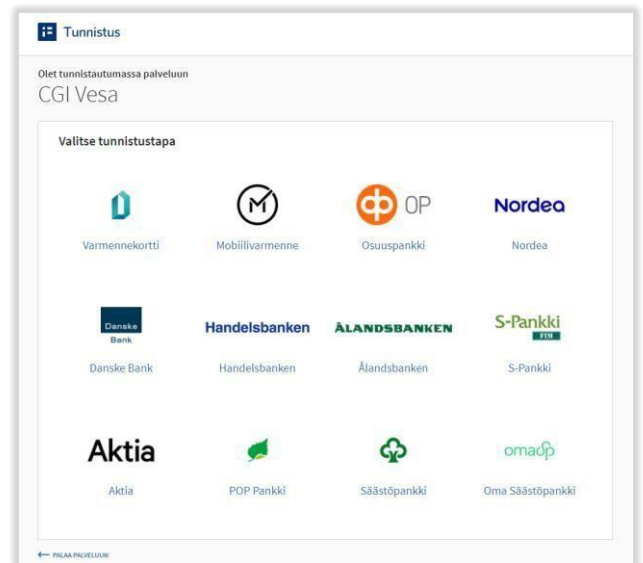 Tunnistus
Olet tunnistautumassa palveluun
CGI Vesa
Valitse tunnistustapa
OP Nordea
Varmennekortti Mobiilivarmenne Osuuspankki Nordea
Danske Bank Handelsbanken ÅLANDSBANKEN S-Pankki FIM
Danske Bank Handelsbanken Ålandsbanken S-Pankki
Aktia omasp
Aktia POP Pankki Säästöpankki Oma Säästöpankki
PALAA PALVELUUN